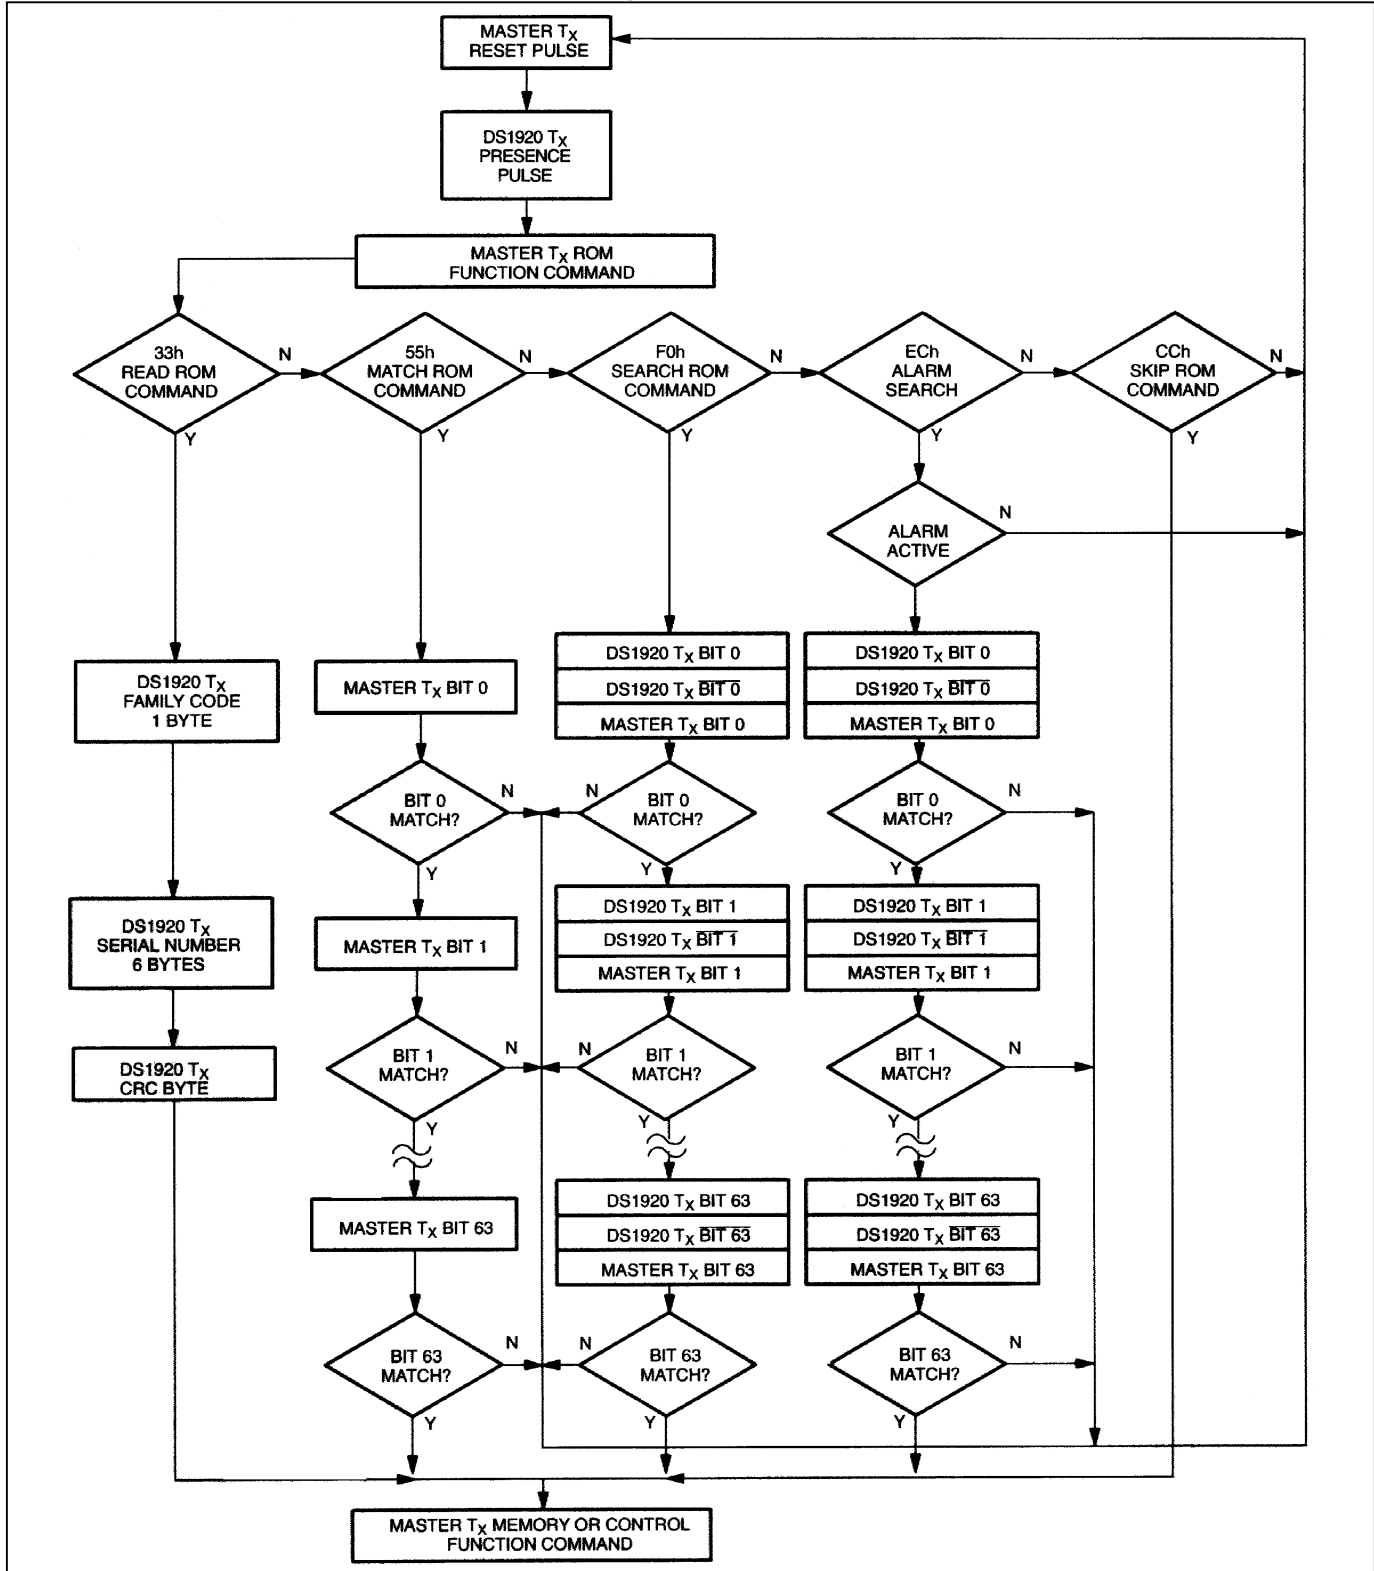 MASTER TX
RESET PULSE
DS1920 TX
PRESENCE
PULSE
MASTER TX ROM
FUNCTION COMMAND
33h
READ ROM
COMMAND
N
Y
55h
MATCH ROM
COMMAND
N
Y
F0h
SEARCH ROM
COMMAND
N
Y
ECh
ALARM
SEARCH
N
Y
CCh
SKIP ROM
COMMAND
N
Y
ALARM
ACTIVE
N
DS1920 TX
FAMILY CODE
1 BYTE
DS1920 TX
SERIAL NUMBER
6 BYTES
DS1920 TX
CRC BYTE
MASTER TX BIT 0
BIT 0
MATCH?
N
Y
MASTER TX BIT 1
BIT 1
MATCH?
N
Y
MASTER TX BIT 63
BIT 63
MATCH?
N
Y
DS1920 TX BIT 0
DS1920 TX BIT 0
MASTER TX BIT 0
N
BIT 0
MATCH?
Y
DS1920 TX BIT 1
DS1920 TX BIT 1
MASTER TX BIT 1
N
BIT 1
MATCH?
Y
DS1920 TX BIT 63
DS1920 TX BIT 63
MASTER TX BIT 63
N
BIT 63
MATCH?
Y
DS1920 TX BIT 0
DS1920 TX BIT 0
MASTER TX BIT 0
BIT 0
MATCH?
N
Y
DS1920 TX BIT 1
DS1920 TX BIT 1
MASTER TX BIT 1
BIT 1
MATCH?
N
Y
DS1920 TX BIT 63
DS1920 TX BIT 63
MASTER TX BIT 63
BIT 63
MATCH?
N
Y
MASTER TX MEMORY OR CONTROL
FUNCTION COMMAND